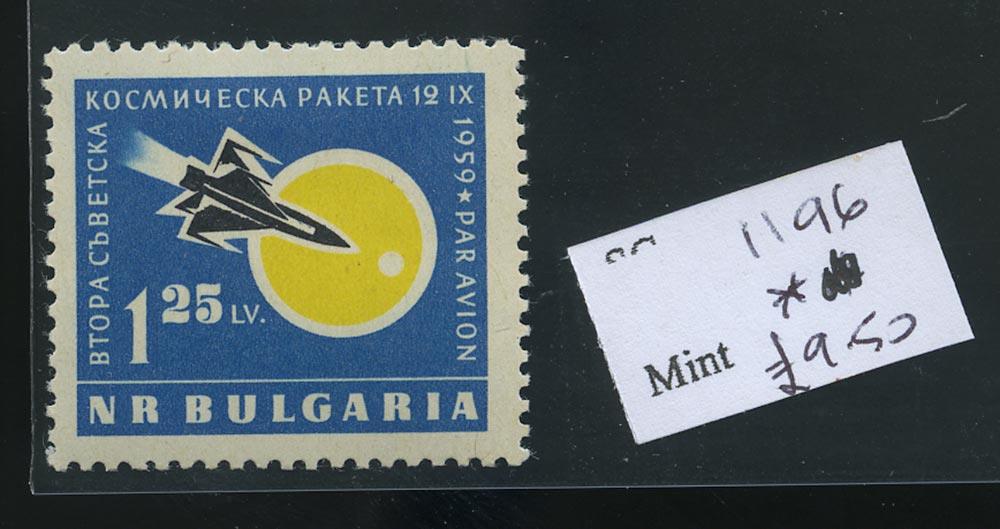 ВТОРА СЪВЕТСКА
КОСМИЧЕСКА РАКЕТА 12 IX
1959 ★ PAR AVION
1 25 LV.
NR BULGARIA
1196
*
Mint £9.50